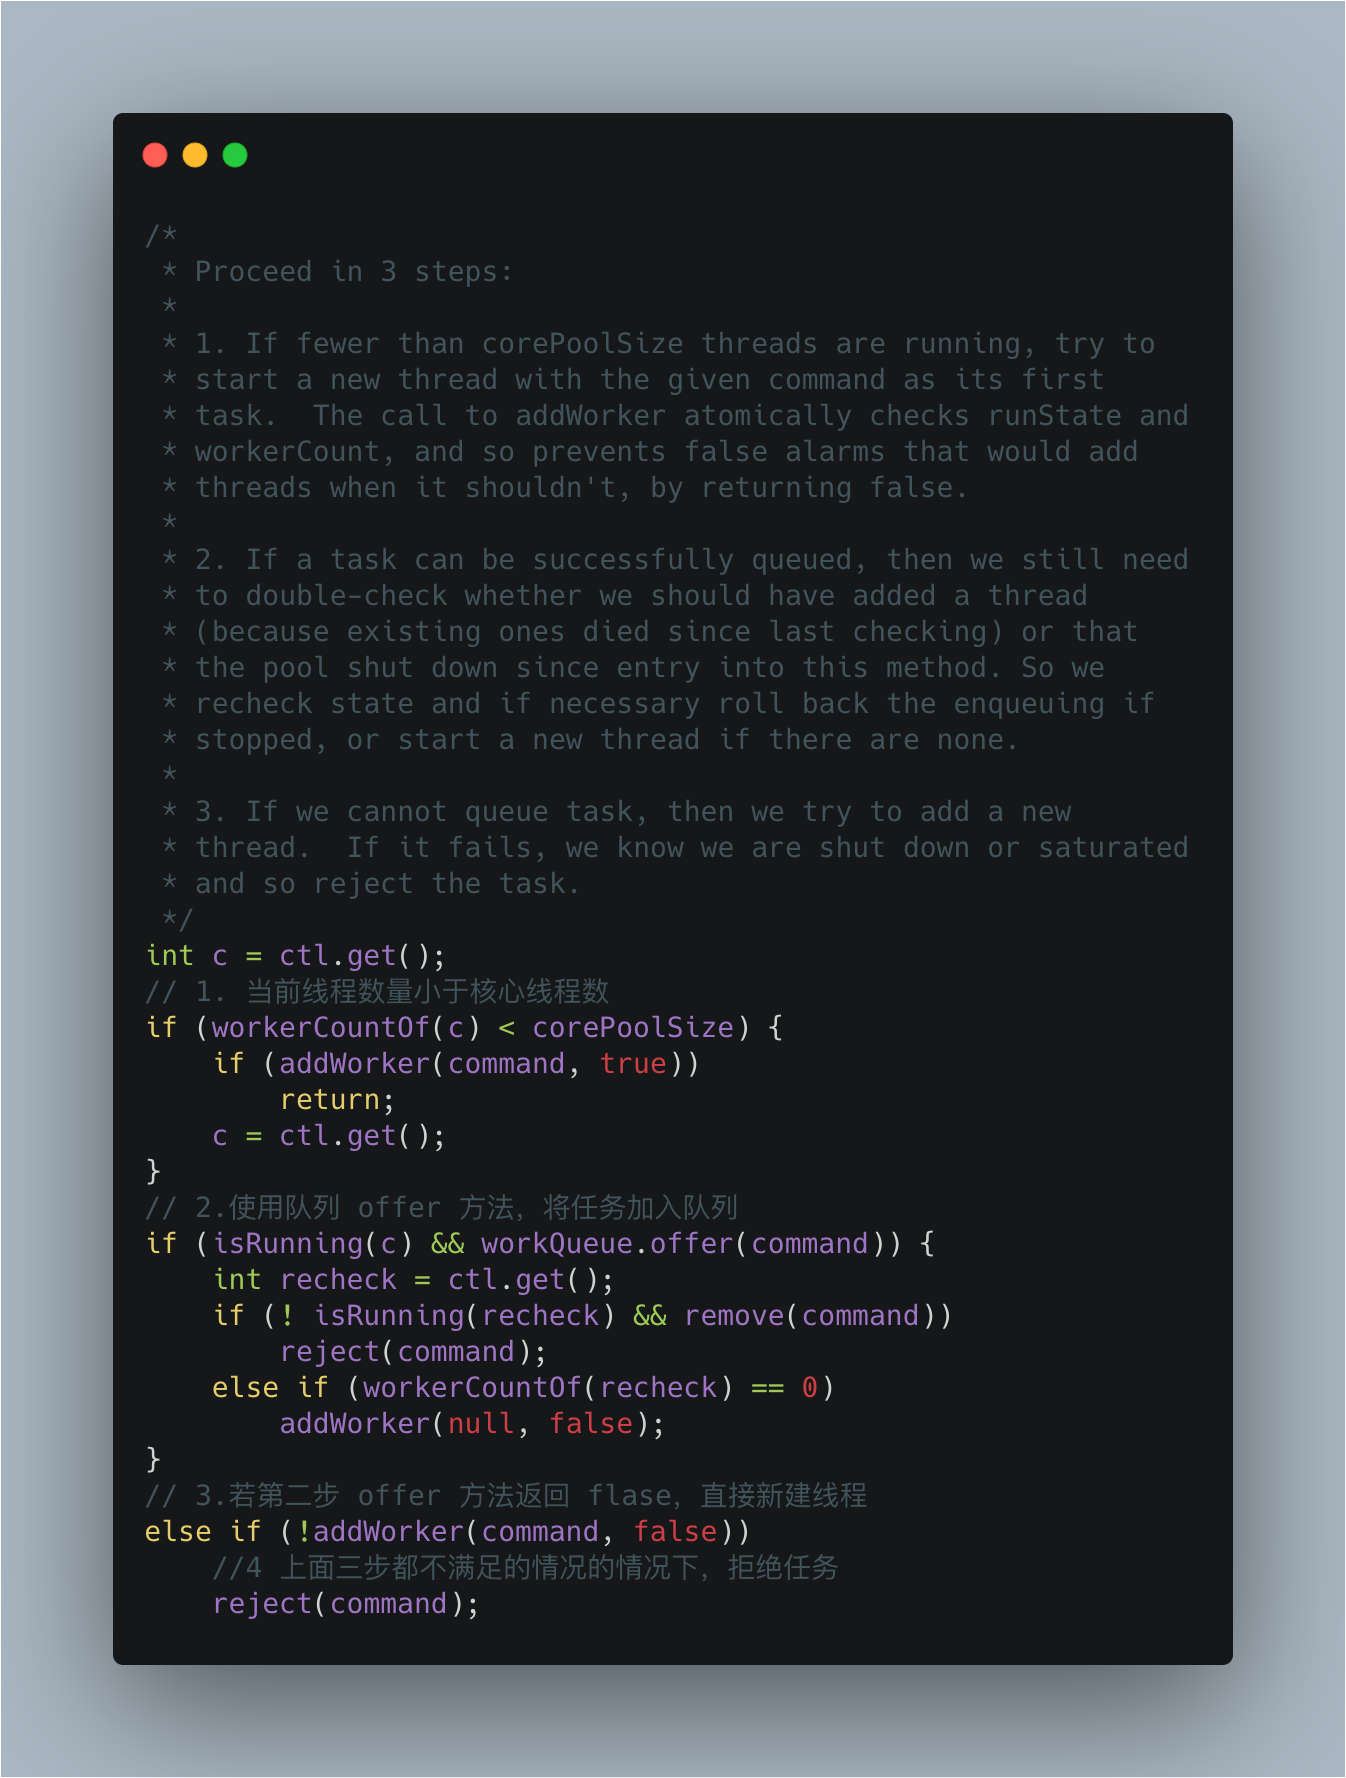 /*
 * Proceed in 3 steps:
 *
 * 1. If fewer than corePoolSize threads are running, try to
 * start a new thread with the given command as its first
 * task.  The call to addWorker atomically checks runState and
 * workerCount, and so prevents false alarms that would add
 * threads when it shouldn't, by returning false.
 *
 * 2. If a task can be successfully queued, then we still need
 * to double-check whether we should have added a thread
 * (because existing ones died since last checking) or that
 * the pool shut down since entry into this method. So we
 * recheck state and if necessary roll back the enqueuing if
 * stopped, or start a new thread if there are none.
 *
 * 3. If we cannot queue task, then we try to add a new
 * thread.  If it fails, we know we are shut down or saturated
 * and so reject the task.
 */
int c = ctl.get();
// 1. 当前线程数量小于核心线程数
if (workerCountOf(c) < corePoolSize) {
    if (addWorker(command, true))
        return;
    c = ctl.get();
}
// 2.使用队列 offer 方法，将任务加入队列
if (isRunning(c) && workQueue.offer(command)) {
    int recheck = ctl.get();
    if (! isRunning(recheck) && remove(command))
        reject(command);
    else if (workerCountOf(recheck) == 0)
        addWorker(null, false);
}
// 3.若第二步 offer 方法返回 flase，直接新建线程
else if (!addWorker(command, false))
    //4 上面三步都不满足的情况的情况下，拒绝任务
    reject(command);